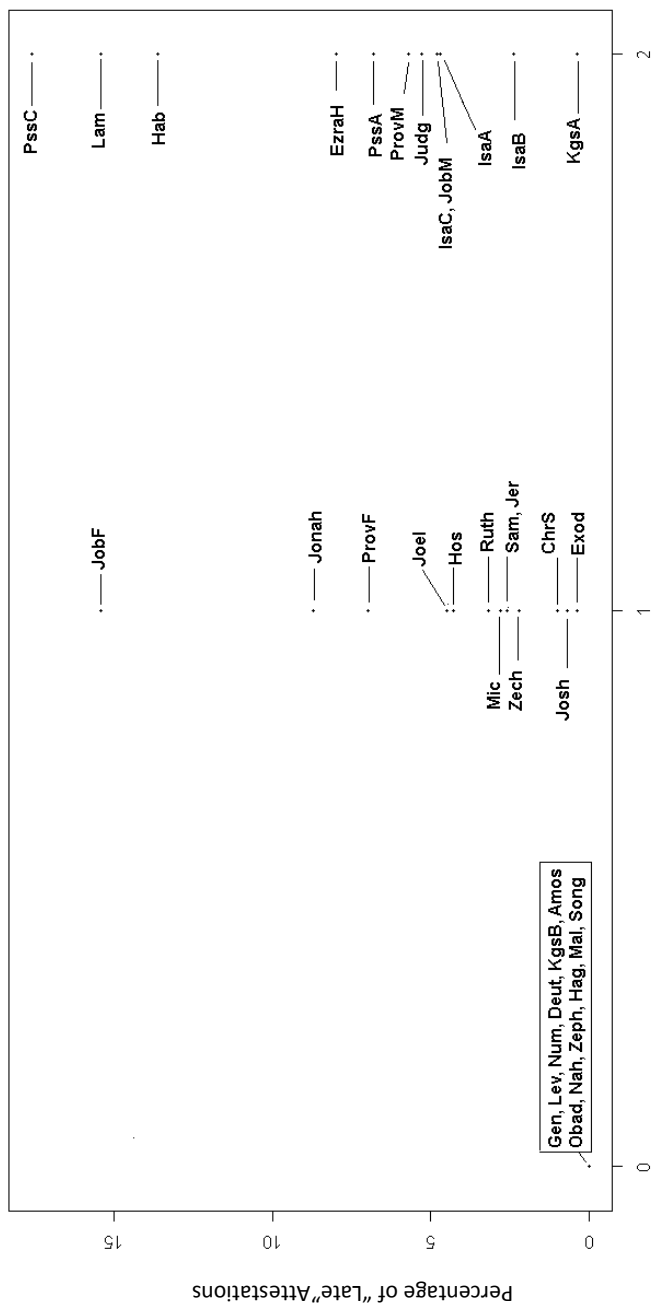 PssC
Lam
Hab
EzraH
PssA
ProvM
Judg
IsaC, JobM
IsaA
IsaB
KgsA
JobF
Jonah
ProvF
Joel
Hos
Ruth
Sam, Jer
Mic
Zech
ChrS
Josh
Exod
Gen, Lev, Num, Deut, KgsB, Amos
Obad, Nah, Zeph, Hag, Mal, Song
0
1
2
0
5
10
15
Percentage of "Late" Attestations